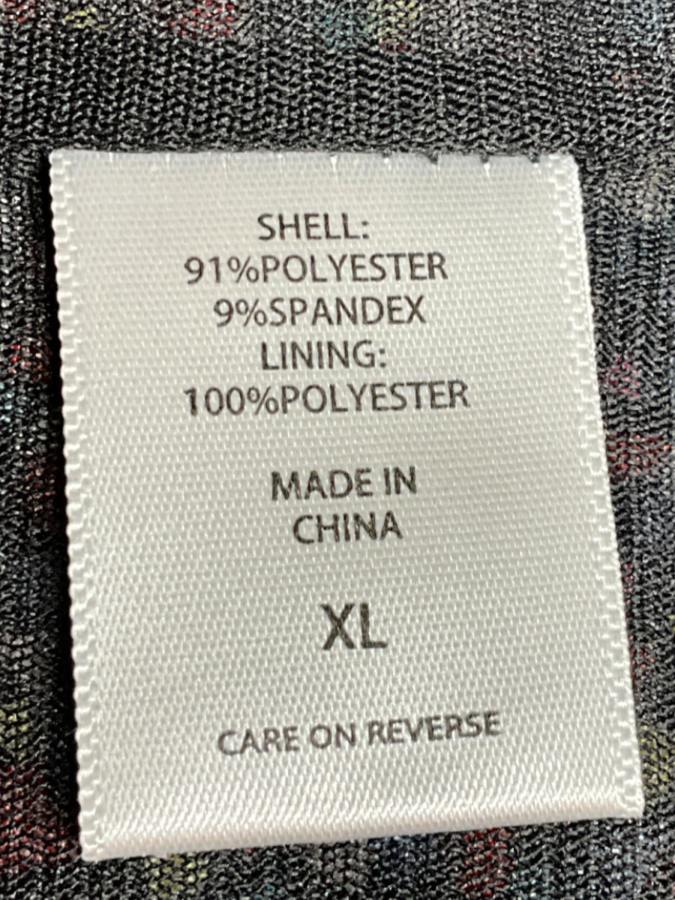 SHELL:
91%POLYESTER
9%SPANDEX
LINING:
100%POLYESTER
MADE IN
CHINA
XL
CARE ON REVERSE